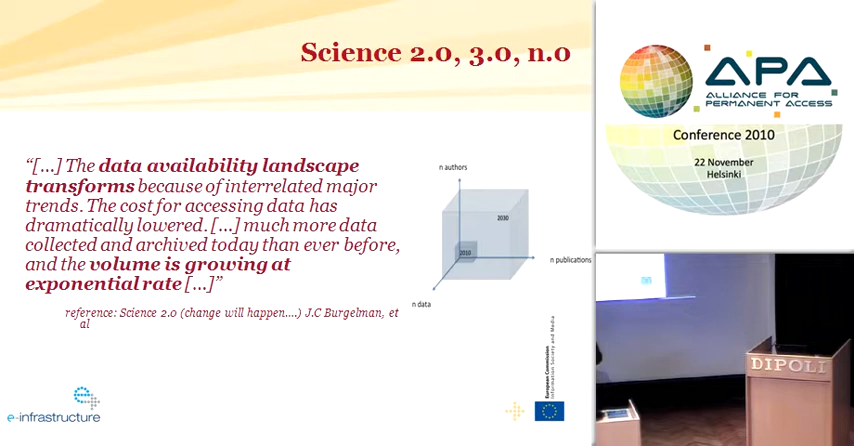 Science 2.0, 3.0, n.0
“[...] The data availability landscape
transforms because of interrelated major
trends. The cost for accessing data has
dramatically lowered. [...] much more data
collected and archived today than ever before,
and the volume is growing at
exponential rate [...]”
reference: Science 2.0 (change will happen....) J.C Burgelman, et
al
n authors
2030
2010
n publications
n data
European Commission
Information Society and Media
e
e-infrastructure
APA
ALLIANCE FOR
PERMANENT ACCESS
Conference 2010
22 November
Helsinki
DIPOLI